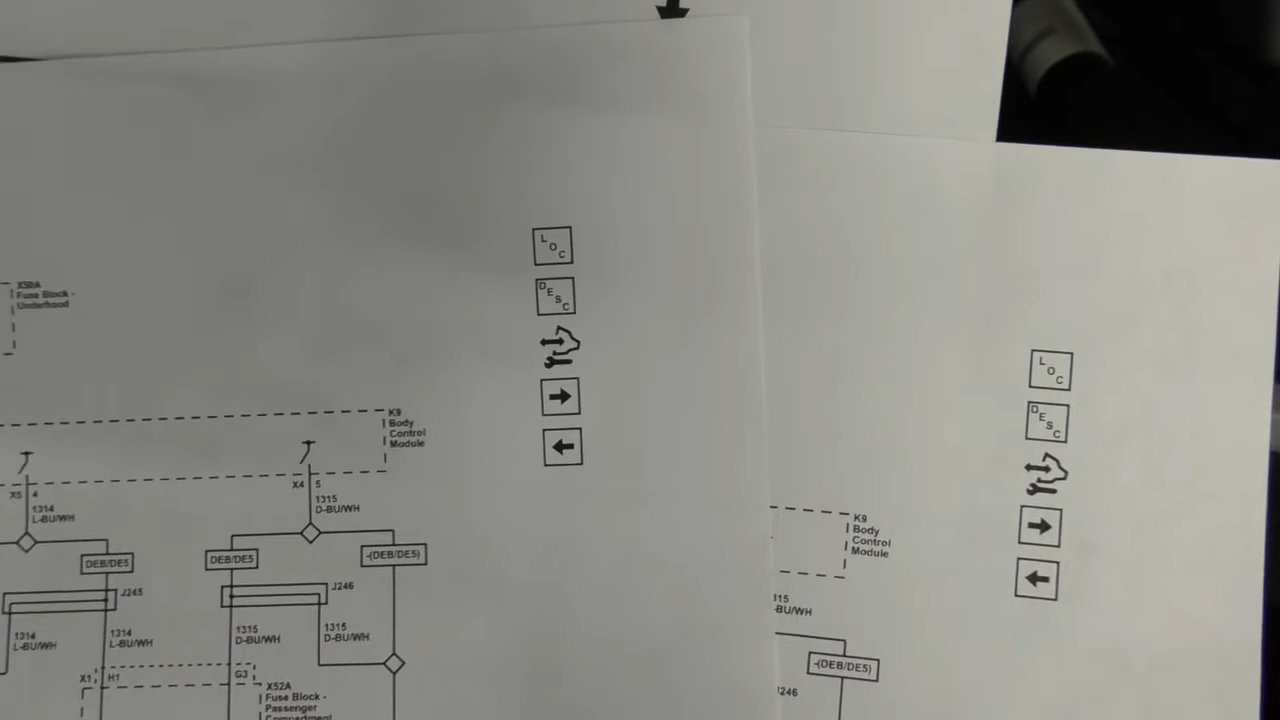 L
O
C
D
E
S
C
X50A
Fuse Block -
Underhood
K9
Body
Control
Module
X5 4
1314
L-BU/WH
X4 5
1315
D-BU/WH
DEB/DE5
DEB/DE5
-(DEB/DE5)
J245
J246
1314
L-BU/WH
1314
L-BU/WH
1315
D-BU/WH
1315
D-BU/WH
X1 H1
G3
X52A
Fuse Block -
Passenger
Compartment
L
O
C
D
E
S
C
K9
Body
Control
Module
BU/WH
-(DEB/DE5)